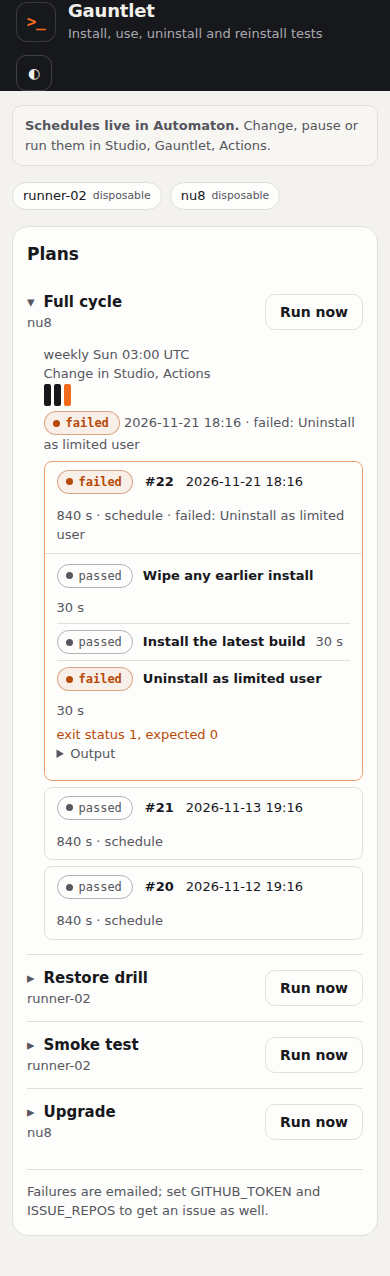 >_
Gauntlet
Install, use, uninstall and reinstall tests
Schedules live in Automaton. Change, pause or
run them in Studio, Gauntlet, Actions.
runner-02 disposable
nu8 disposable
Plans
Full cycle
nu8
Run now
weekly Sun 03:00 UTC
Change in Studio, Actions
failed 2026-11-21 18:16 · failed: Uninstall
as limited user
failed #22 2026-11-21 18:16
840 s · schedule · failed: Uninstall as limited
user
passed Wipe any earlier install
30 s
passed Install the latest build 30 s
failed Uninstall as limited user
30 s
exit status 1, expected 0
Output
passed #21 2026-11-13 19:16
840 s · schedule
passed #20 2026-11-12 19:16
840 s · schedule
Restore drill
runner-02
Run now
Smoke test
runner-02
Run now
Upgrade
nu8
Run now
Failures are emailed; set GITHUB_TOKEN and
ISSUE_REPOS to get an issue as well.